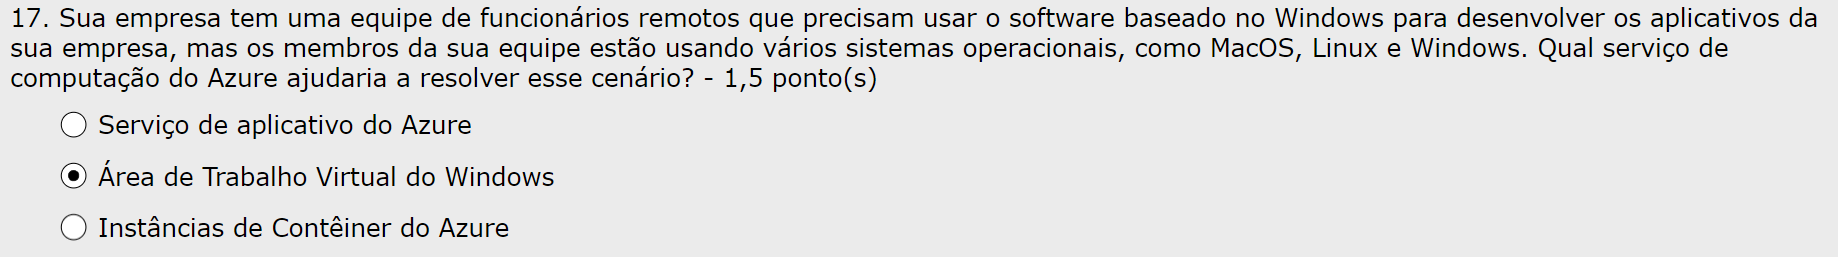 17. Sua empresa tem uma equipe de funcionários remotos que precisam usar o software baseado no Windows para desenvolver os aplicativos da
sua empresa, mas os membros da sua equipe estão usando vários sistemas operacionais, como MacOS, Linux e Windows. Qual serviço de
computação do Azure ajudaria a resolver esse cenário? - 1,5 ponto(s)
Serviço de aplicativo do Azure
Área de Trabalho Virtual do Windows
Instâncias de Contêiner do Azure